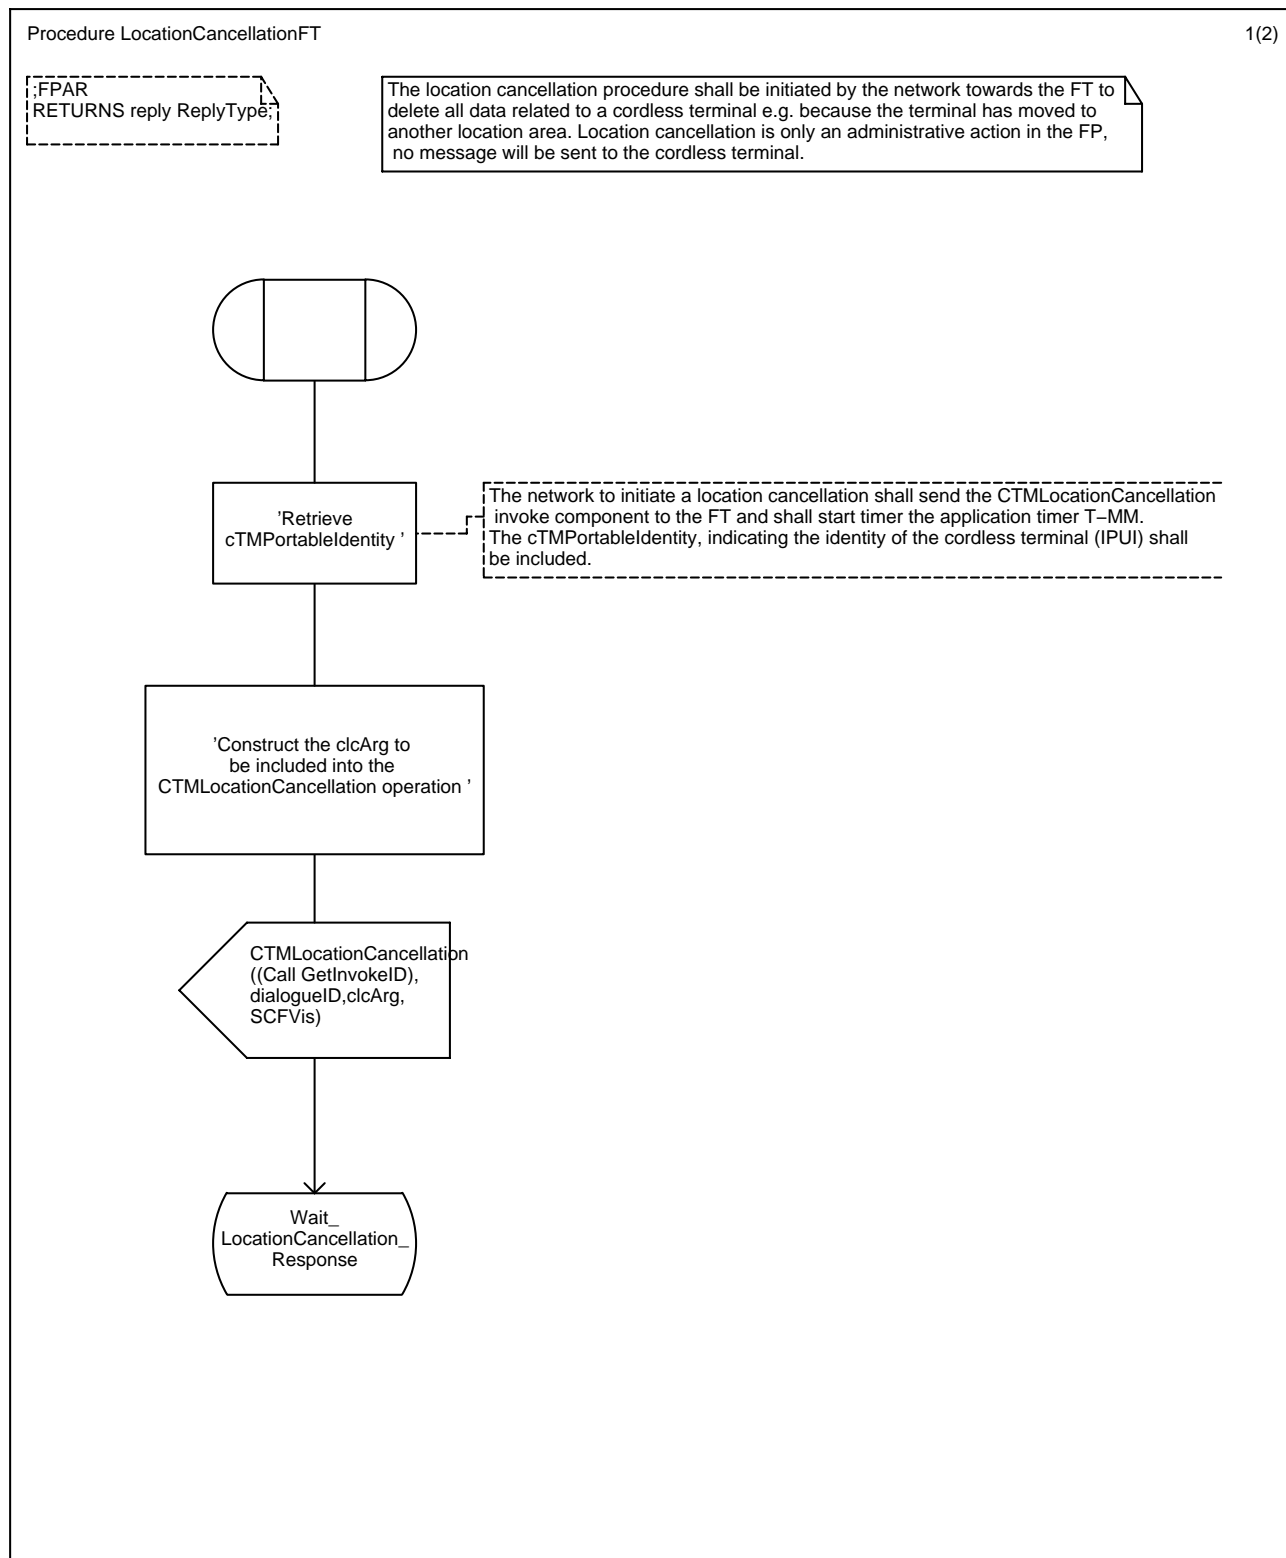 Procedure LocationCancellationFT
1(2)
;FPAR
RETURNS reply ReplyType;
The location cancellation procedure shall be initiated by the network towards the FT to
delete all data related to a cordless terminal e.g. because the terminal has moved to
another location area. Location cancellation is only an administrative action in the FP,
no message will be sent to the cordless terminal.
'Retrieve
cTMPortableIdentity '
The network to initiate a location cancellation shall send the CTMLocationCancellation
invoke component to the FT and shall start timer the application timer T−MM.
The cTMPortableIdentity, indicating the identity of the cordless terminal (IPUI) shall
be included.
'Construct the clcArg to
be included into the
CTMLocationCancellation operation '
CTMLocationCancellation
((Call GetInvokeID),
dialogueID,clcArg,
SCFVis)
Wait_
LocationCancellation_
Response